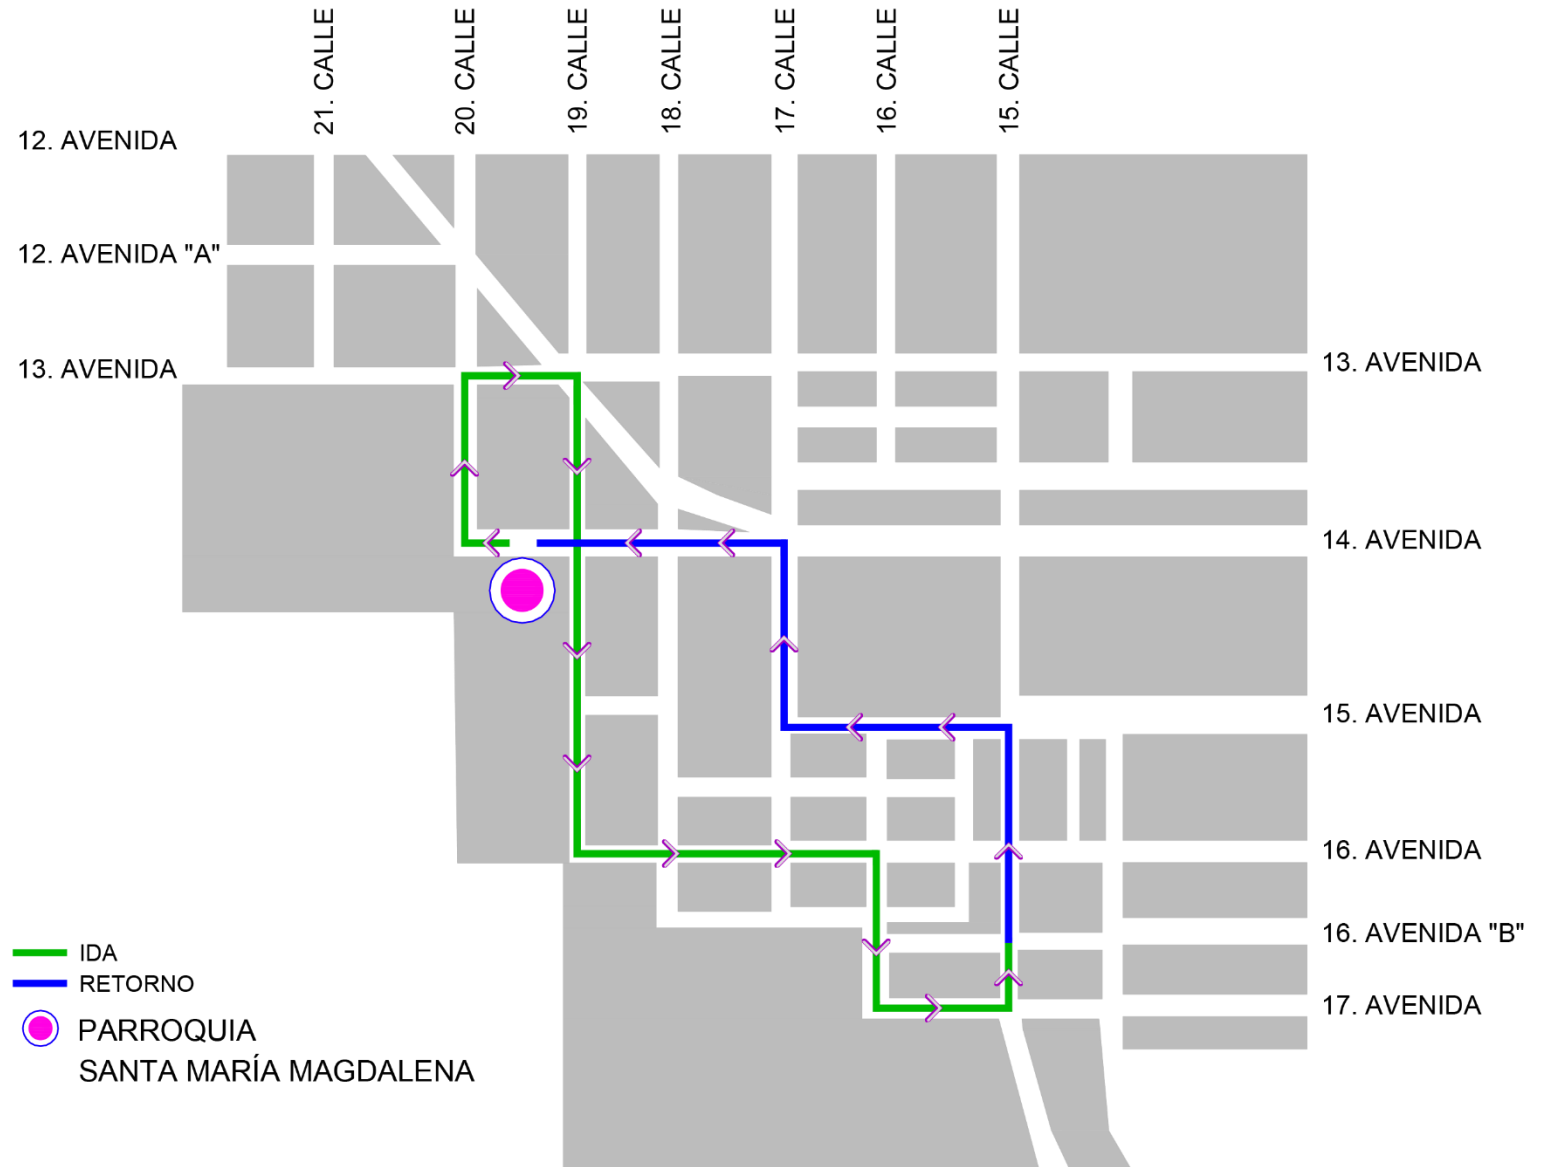 21. CALLE
20. CALLE
19. CALLE
18. CALLE
17. CALLE
16. CALLE
15. CALLE
12. AVENIDA
12. AVENIDA "A"
13. AVENIDA
13. AVENIDA
14. AVENIDA
15. AVENIDA
16. AVENIDA
16. AVENIDA "B"
17. AVENIDA
IDA
RETORNO
PARROQUIA
SANTA MARÍA MAGDALENA